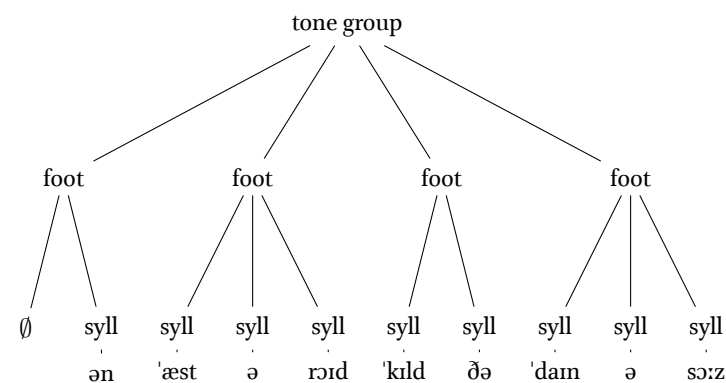 tone group
foot foot foot foot
∅ syll syll syll syll syll syll syll syll syll
ən ˈæst ə rɔɪd ˈkɪld ðə ˈdaɪn ə sɔːz